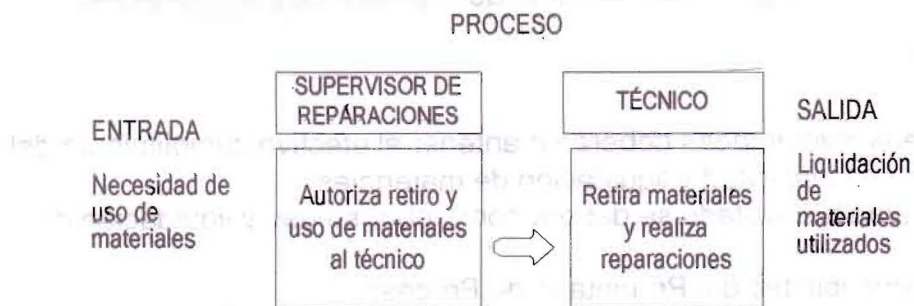 PROCESO
ENTRADA
Necesidad de
uso de
materiales
SUPERVISOR DE
REPARACIONES
Autoriza retiro y
uso de materiales
al técnico
TÉCNICO
Retira materiales
y realiza
reparaciones
SALIDA
Liquidación
de
materiales
utilizados